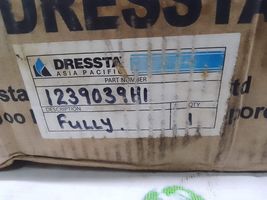 DRESSTA
DRESSTA
ASIA PACIFIC
PART NUMBER
1239039H1
DESCRIPTION
QTY
FULLY.
1